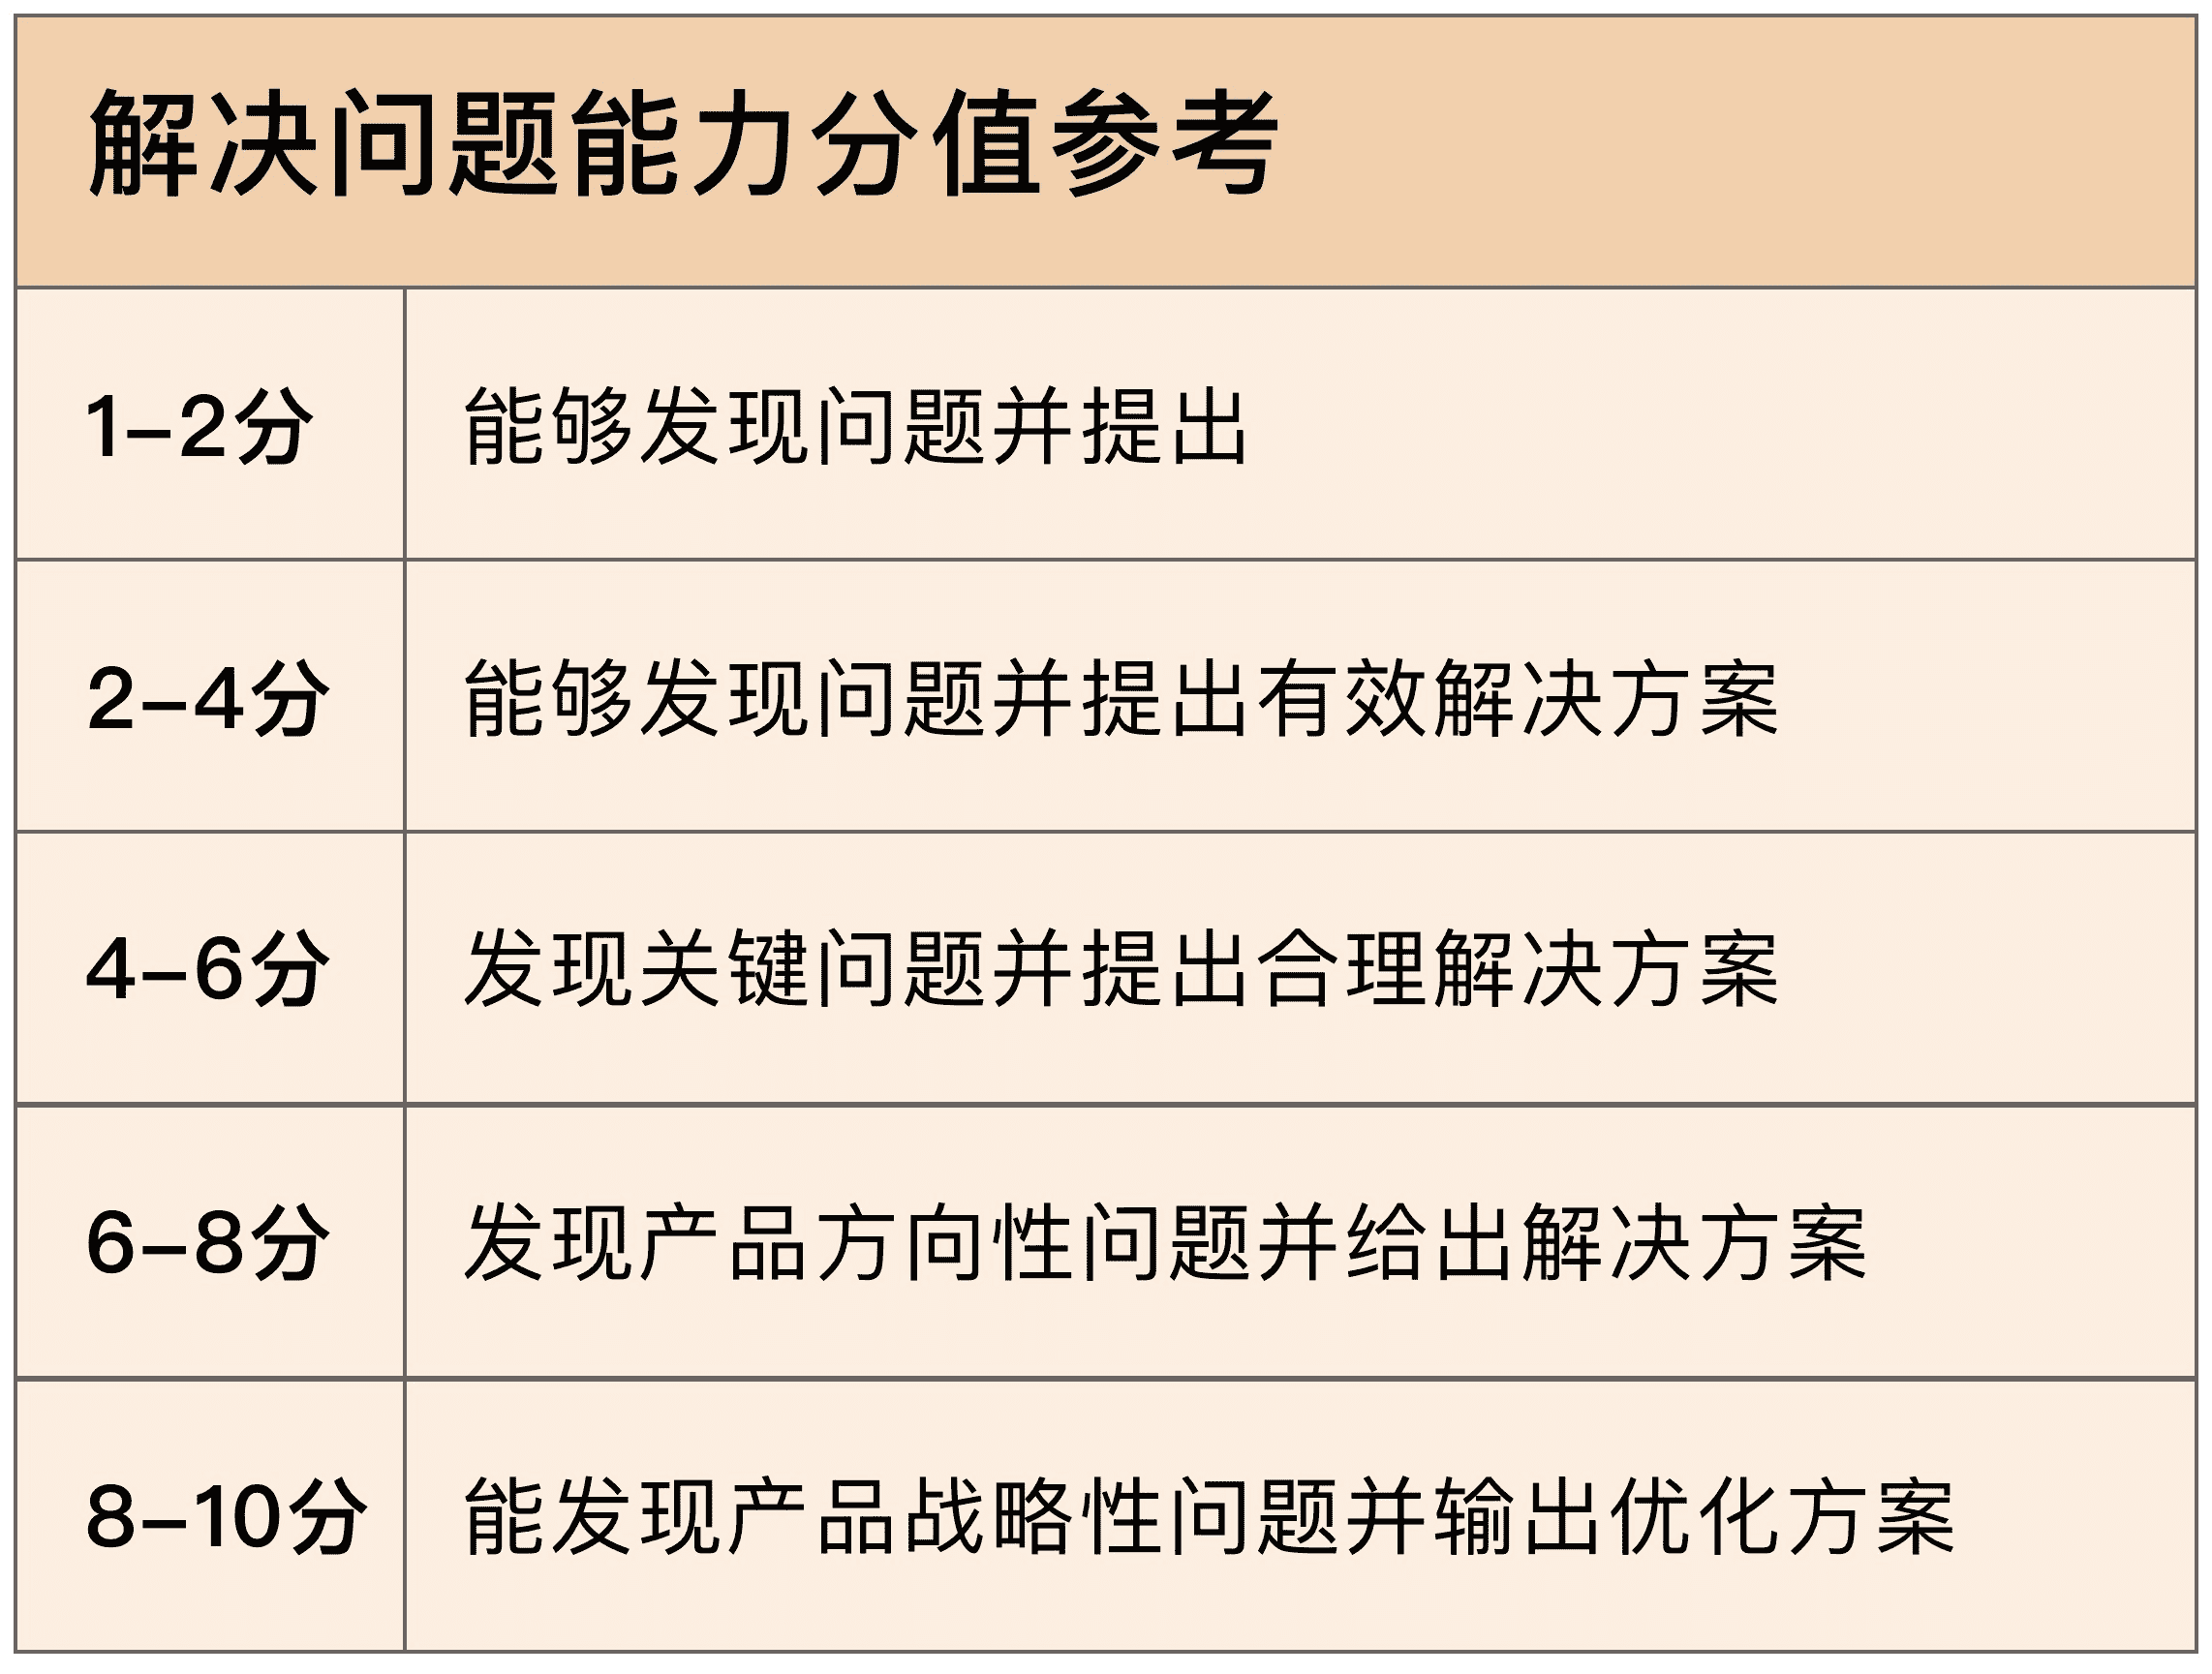 解决问题能力分值参考
1–2分 能够发现问题并提出
2–4分 能够发现问题并提出有效解决方案
4–6分 发现关键问题并提出合理解决方案
6–8分 发现产品方向性问题并给出解决方案
8–10分 能发现产品战略性问题并输出优化方案